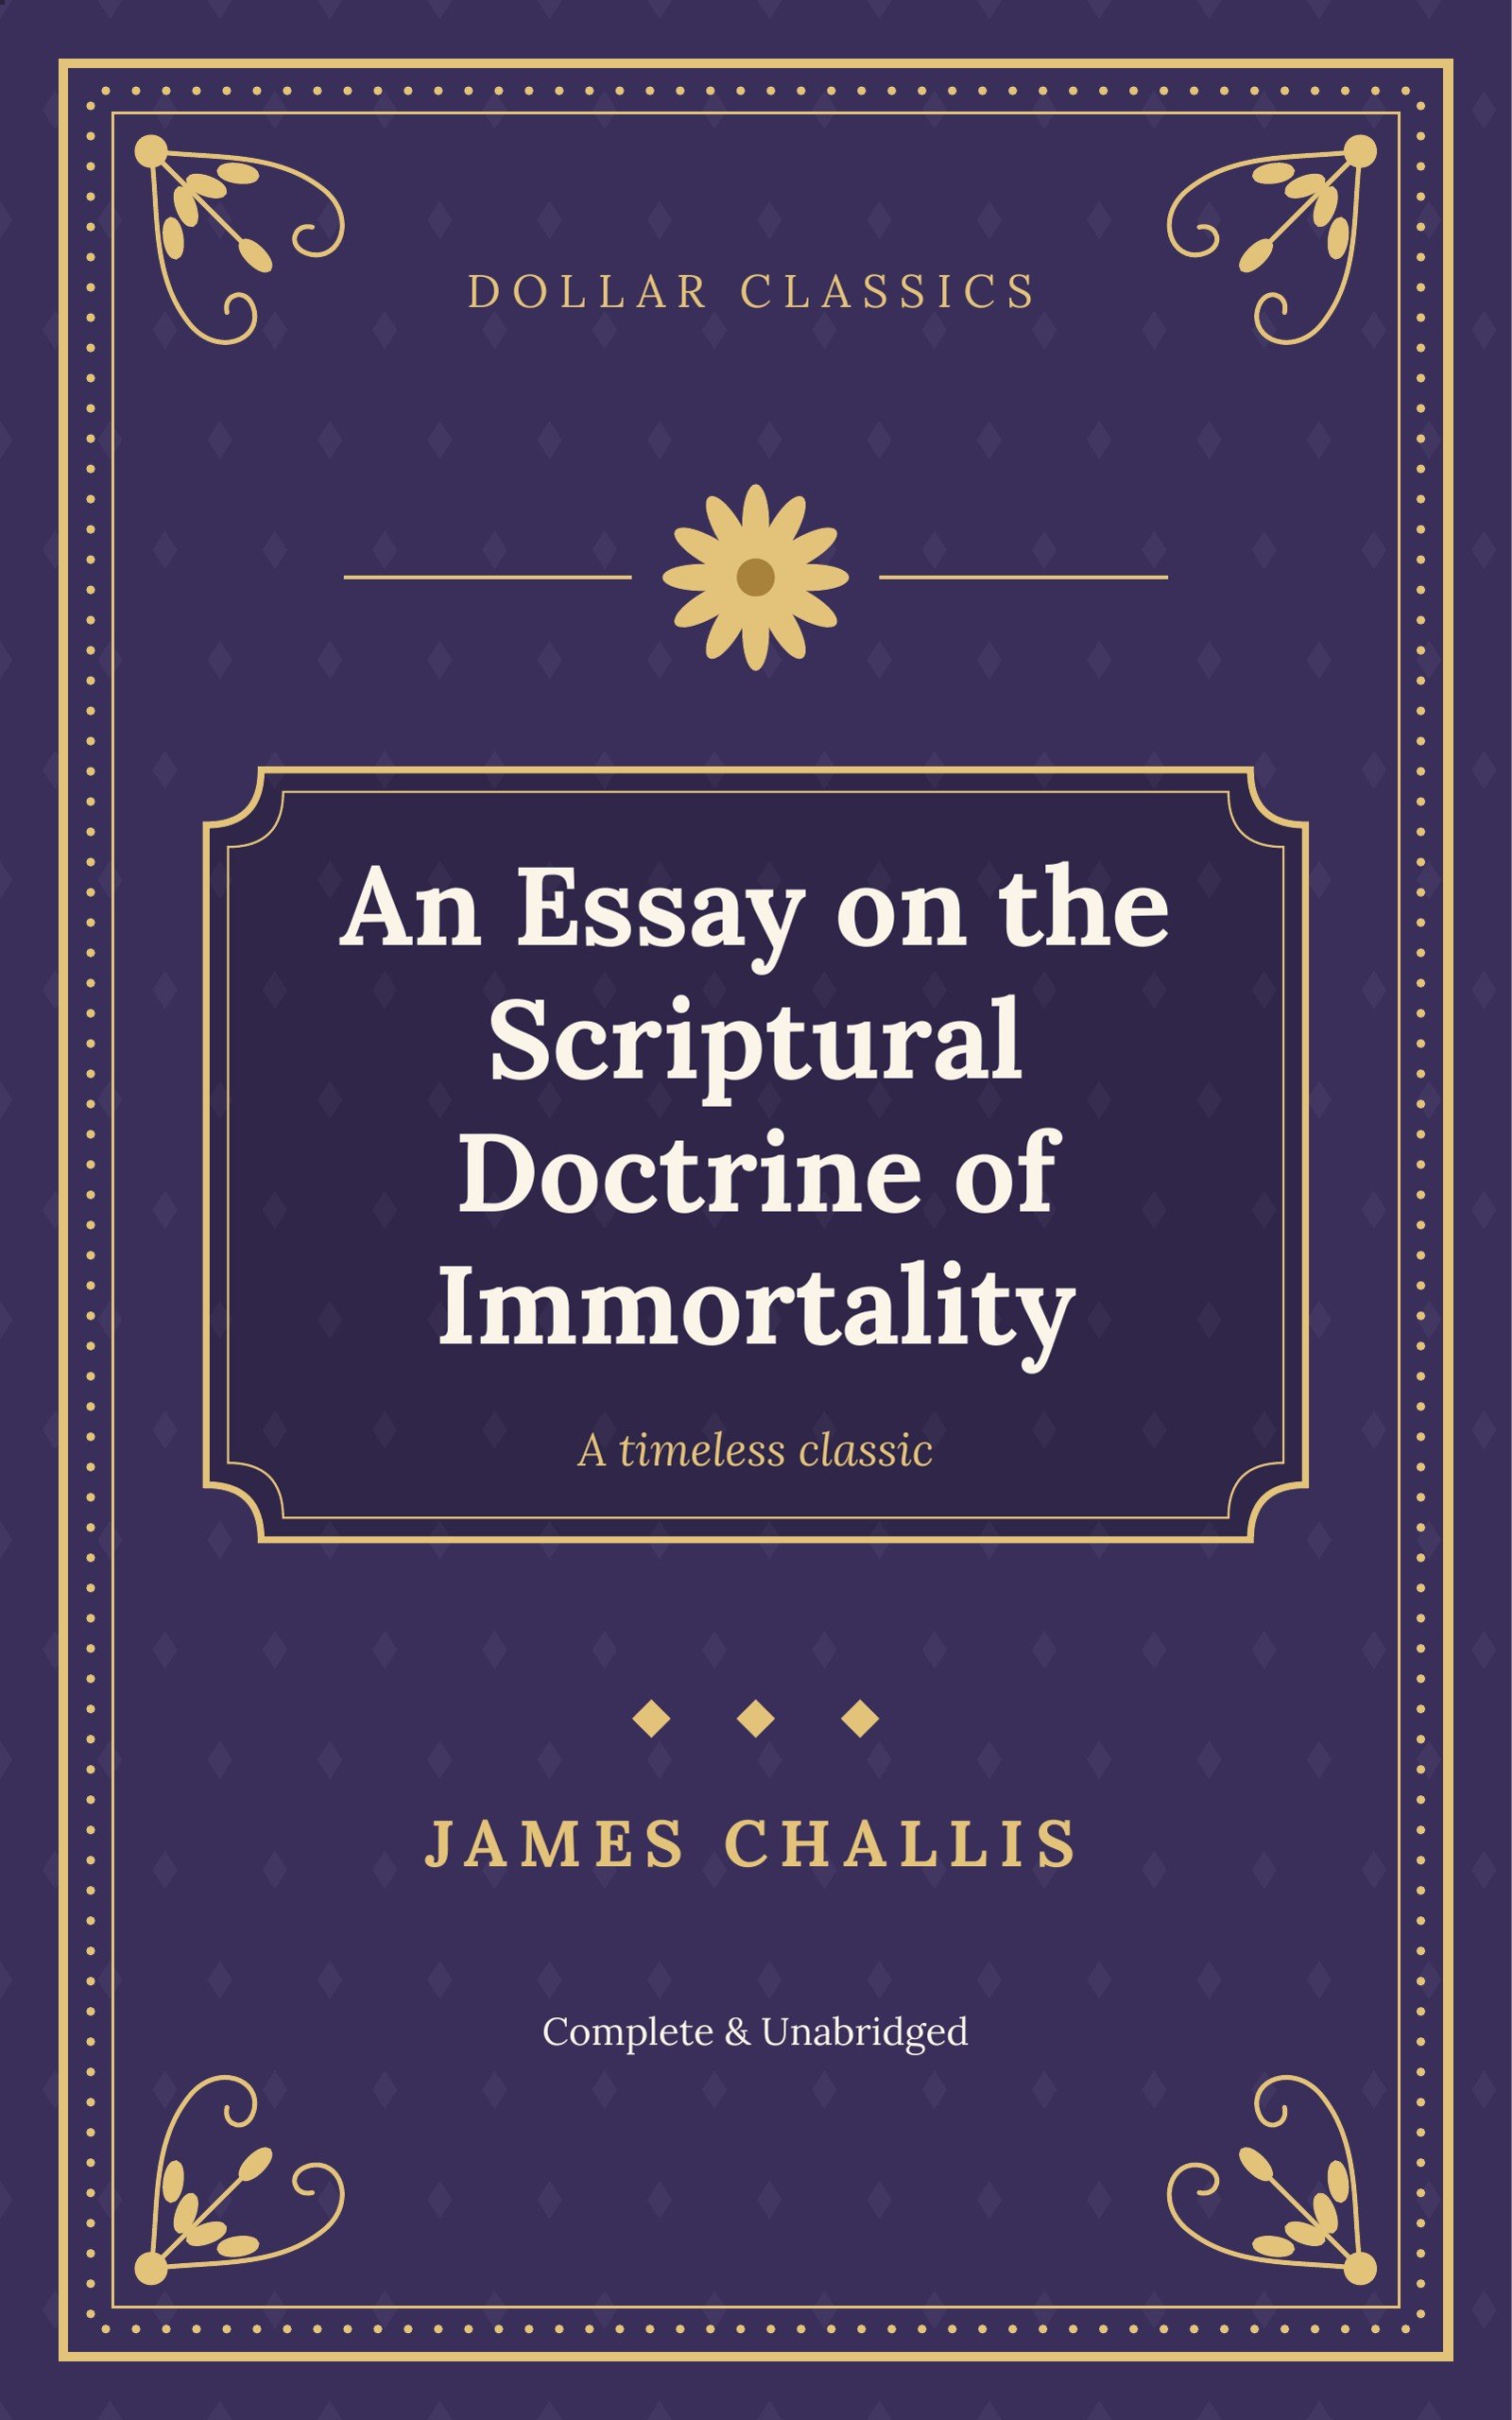 DOLLAR CLASSICS
An Essay on the
Scriptural
Doctrine of
Immortality
A timeless classic
JAMES CHALLIS
Complete & Unabridged